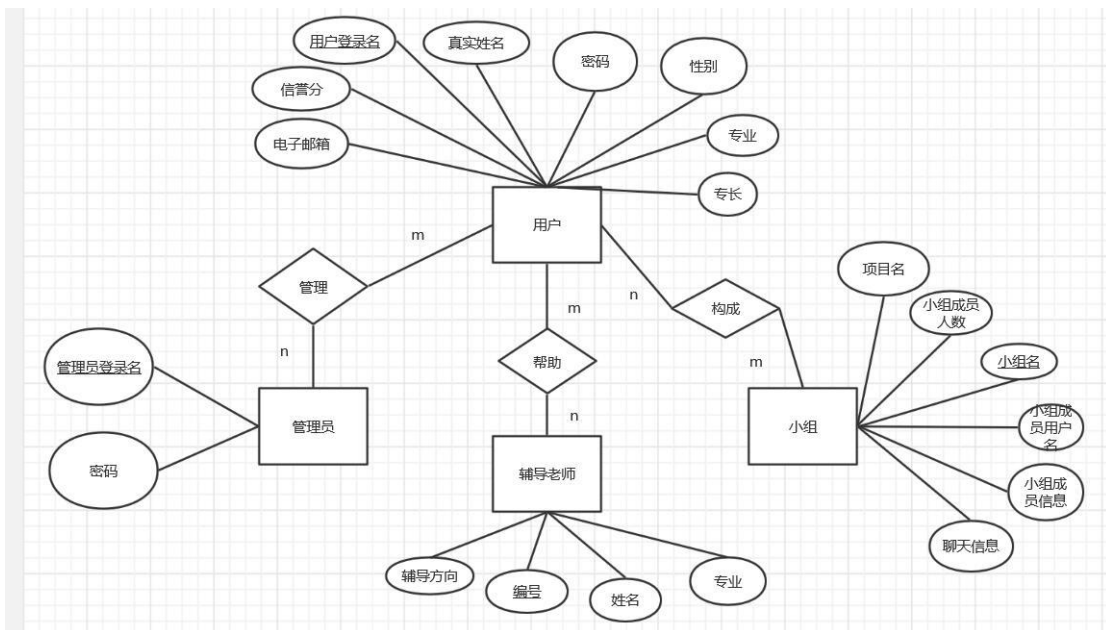 用户登录名
真实姓名
密码
性别
信誉分
电子邮箱
专业
专长
用户
m
管理
n
管理员登录名
密码
管理员
m
帮助
n
辅导老师
辅导方向
编号
姓名
专业
n
构成
m
小组
项目名
小组成员
人数
小组名
小组成
员用户
名
小组成
员信息
聊天信息